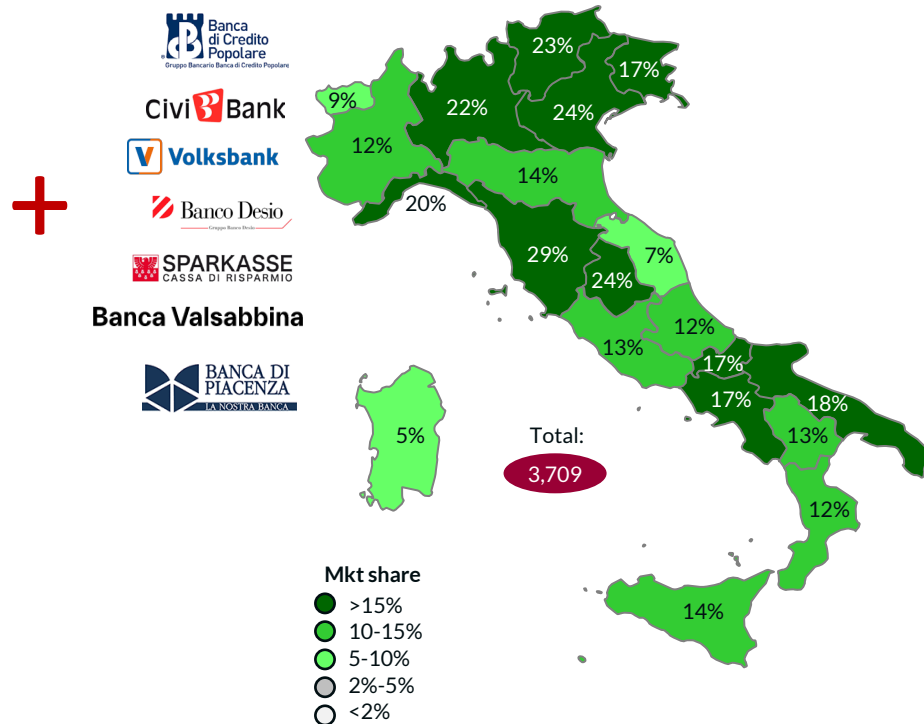 Banca
di Credito
Popolare
Gruppo Bancario Banca di Credito Popolare
Civi Bank
Volksbank
Banco Desio
Gruppo Banco Desio
SPARKASSE
CASSA DI RISPARMIO
Banca Valsabbina
BANCA DI
PIACENZA
LA NOSTRA BANCA
23%
17%
9%
22%
24%
12%
14%
20%
29%
7%
24%
12%
13%
17%
17%
18%
5%
13%
12%
14%
Total:
3,709
Mkt share
>15%
10-15%
5-10%
2%-5%
<2%